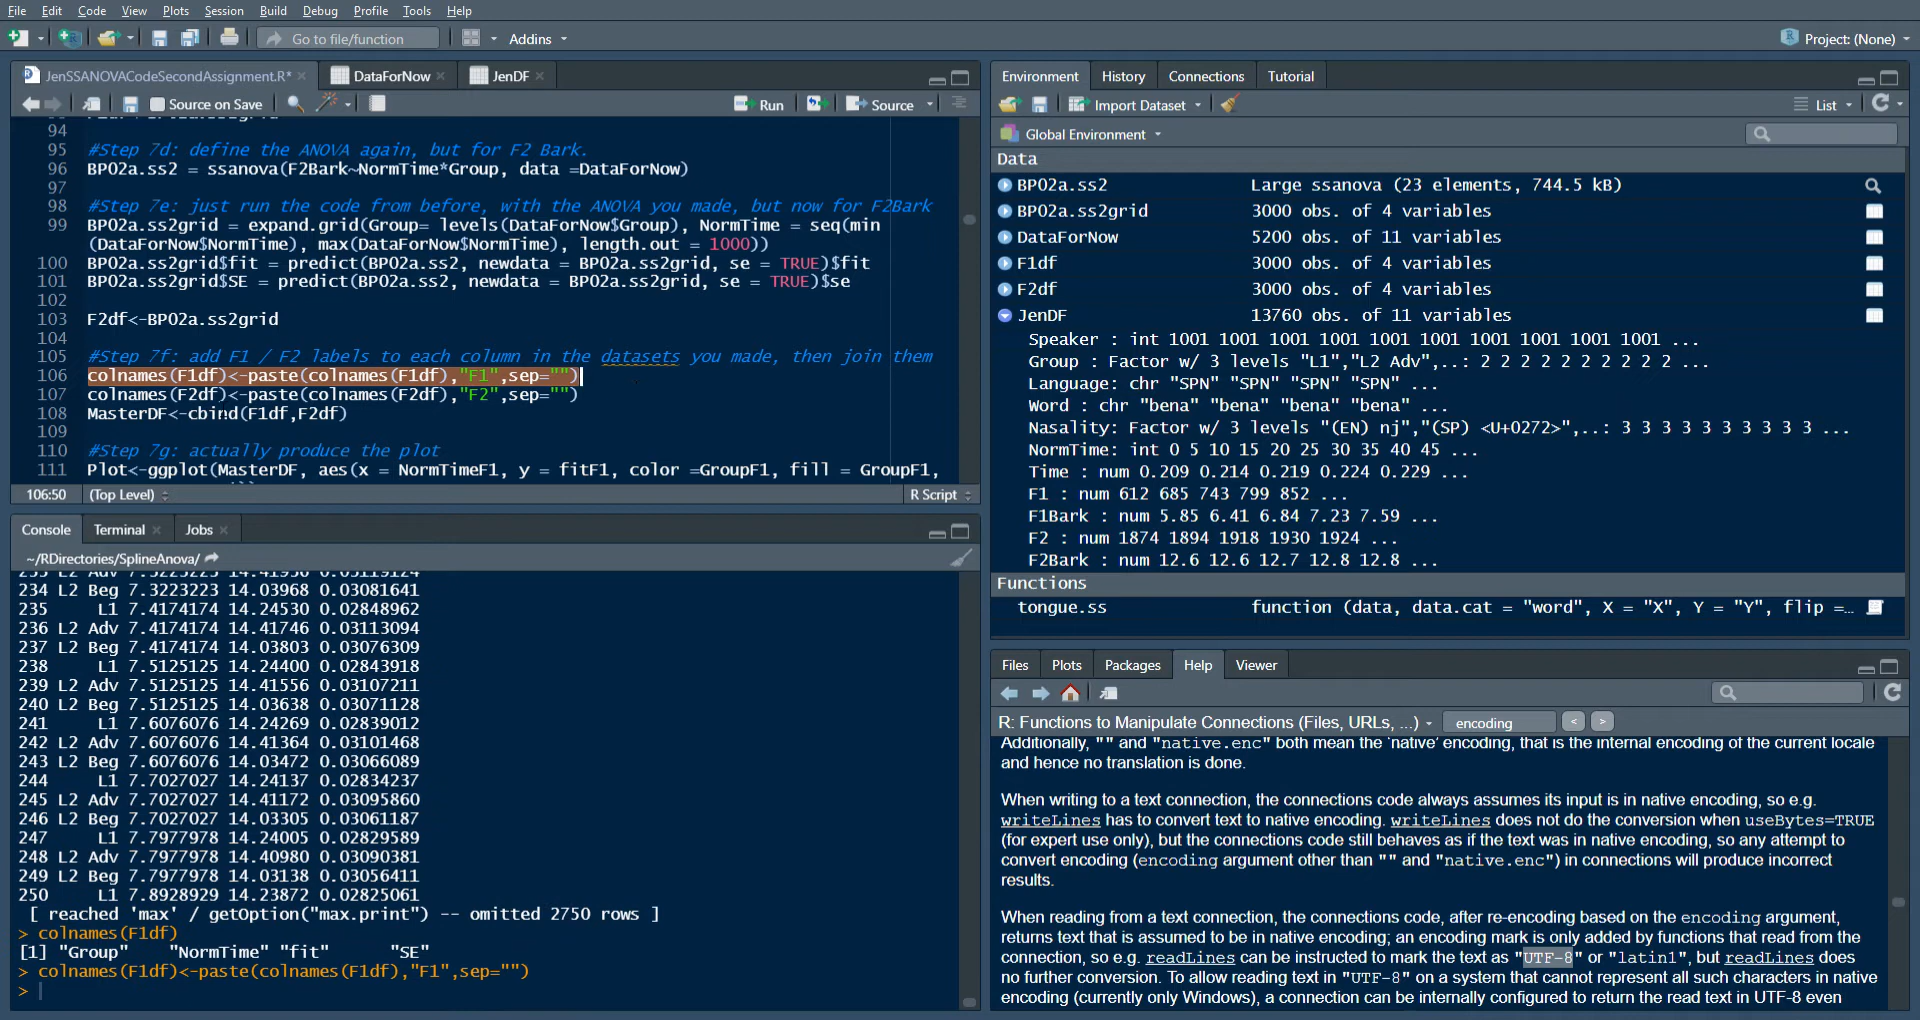 File Edit Code View Plots Session Build Debug Profile Tools Help
Go to file/function Addins Project: (None)
JenSSANOVACodeSecondAssignment.R* DataForNow JenDF
Source on Save Run Source
94
95 #Step 7d: define the ANOVA again, but for F2 Bark.
96 BP02a.ss2 = ssanova(F2Bark~NormTime*Group, data =DataForNow)
97
98 #Step 7e: just run the code from before, with the ANOVA you made, but now for F2Bark
99 BP02a.ss2grid = expand.grid(Group= levels(DataForNow$Group), NormTime = seq(min
(DataForNow$NormTime), max(DataForNow$NormTime), length.out = 1000))
100 BP02a.ss2grid$fit = predict(BP02a.ss2, newdata = BP02a.ss2grid, se = TRUE)$fit
101 BP02a.ss2grid$SE = predict(BP02a.ss2, newdata = BP02a.ss2grid, se = TRUE)$se
102
103 F2df<-BP02a.ss2grid
104
105 #Step 7f: add F1 / F2 labels to each column in the datasets you made, then join them
106 colnames(F1df)<-paste(colnames(F1df),"F1",sep="")
107 colnames(F2df)<-paste(colnames(F2df),"F2",sep="")
108 MasterDF<-cbind(F1df,F2df)
109
110 #Step 7g: actually produce the plot
111 Plot<-ggplot(MasterDF, aes(x = NormTimeF1, y = fitF1, color =GroupF1, fill = GroupF1,
106:50 (Top Level) R Script
Console Terminal Jobs
~/RDirectories/SplineAnova/
233 L2 Adv 7.3223223 14.41936 0.03119124
234 L2 Beg 7.3223223 14.03968 0.03081641
235 L1 7.4174174 14.24530 0.02848962
236 L2 Adv 7.4174174 14.41746 0.03113094
237 L2 Beg 7.4174174 14.03803 0.03076309
238 L1 7.5125125 14.24400 0.02843918
239 L2 Adv 7.5125125 14.41556 0.03107211
240 L2 Beg 7.5125125 14.03638 0.03071128
241 L1 7.6076076 14.24269 0.02839012
242 L2 Adv 7.6076076 14.41364 0.03101468
243 L2 Beg 7.6076076 14.03472 0.03066089
244 L1 7.7027027 14.24137 0.02834237
245 L2 Adv 7.7027027 14.41172 0.03095860
246 L2 Beg 7.7027027 14.03305 0.03061187
247 L1 7.7977978 14.24005 0.02829589
248 L2 Adv 7.7977978 14.40980 0.03090381
249 L2 Beg 7.7977978 14.03138 0.03056411
250 L1 7.8928929 14.23872 0.02825061
[ reached 'max' / getOption("max.print") -- omitted 2750 rows ]
> colnames(F1df)
[1] "Group" "NormTime" "fit" "SE"
> colnames(F1df)<-paste(colnames(F1df),"F1",sep="")
>
Environment History Connections Tutorial
Import Dataset List
Global Environment
Data
BP02a.ss2 Large ssanova (23 elements, 744.5 kB)
BP02a.ss2grid 3000 obs. of 4 variables
DataForNow 5200 obs. of 11 variables
F1df 3000 obs. of 4 variables
F2df 3000 obs. of 4 variables
JenDF 13760 obs. of 11 variables
Speaker : int 1001 1001 1001 1001 1001 1001 1001 1001 1001 1001 ...
Group : Factor w/ 3 levels "L1","L2 Adv",..: 2 2 2 2 2 2 2 2 2 2 ...
Language: chr "SPN" "SPN" "SPN" "SPN" ...
Word : chr "bena" "bena" "bena" "bena" ...
Nasality: Factor w/ 3 levels "(EN) nj","(SP) <U+0272>",..: 3 3 3 3 3 3 3 3 3 3 ...
NormTime: int 0 5 10 15 20 25 30 35 40 45 ...
Time : num 0.209 0.214 0.219 0.224 0.229 ...
F1 : num 612 685 743 799 852 ...
F1Bark : num 5.85 6.41 6.84 7.23 7.59 ...
F2 : num 1874 1894 1918 1930 1924 ...
F2Bark : num 12.6 12.6 12.7 12.8 12.8 ...
Functions
tongue.ss function (data, data.cat = "word", X = "X", Y = "Y", flip =…
Files Plots Packages Help Viewer
R: Functions to Manipulate Connections (Files, URLs, ...) encoding < >
Additionally, "" and "native.enc" both mean the ‘native’ encoding, that is the internal encoding of the current locale
and hence no translation is done.
When writing to a text connection, the connections code always assumes its input is in native encoding, so e.g.
writeLines has to convert text to native encoding. writeLines does not do the conversion when useBytes=TRUE
(for expert use only), but the connections code still behaves as if the text was in native encoding, so any attempt to
convert encoding (encoding argument other than "" and "native.enc") in connections will produce incorrect
results.
When reading from a text connection, the connections code, after re-encoding based on the encoding argument,
returns text that is assumed to be in native encoding; an encoding mark is only added by functions that read from the
connection, so e.g. readLines can be instructed to mark the text as "UTF-8" or "latin1", but readLines does
no further conversion. To allow reading text in "UTF-8" on a system that cannot represent all such characters in native
encoding (currently only Windows), a connection can be internally configured to return the read text in UTF-8 even